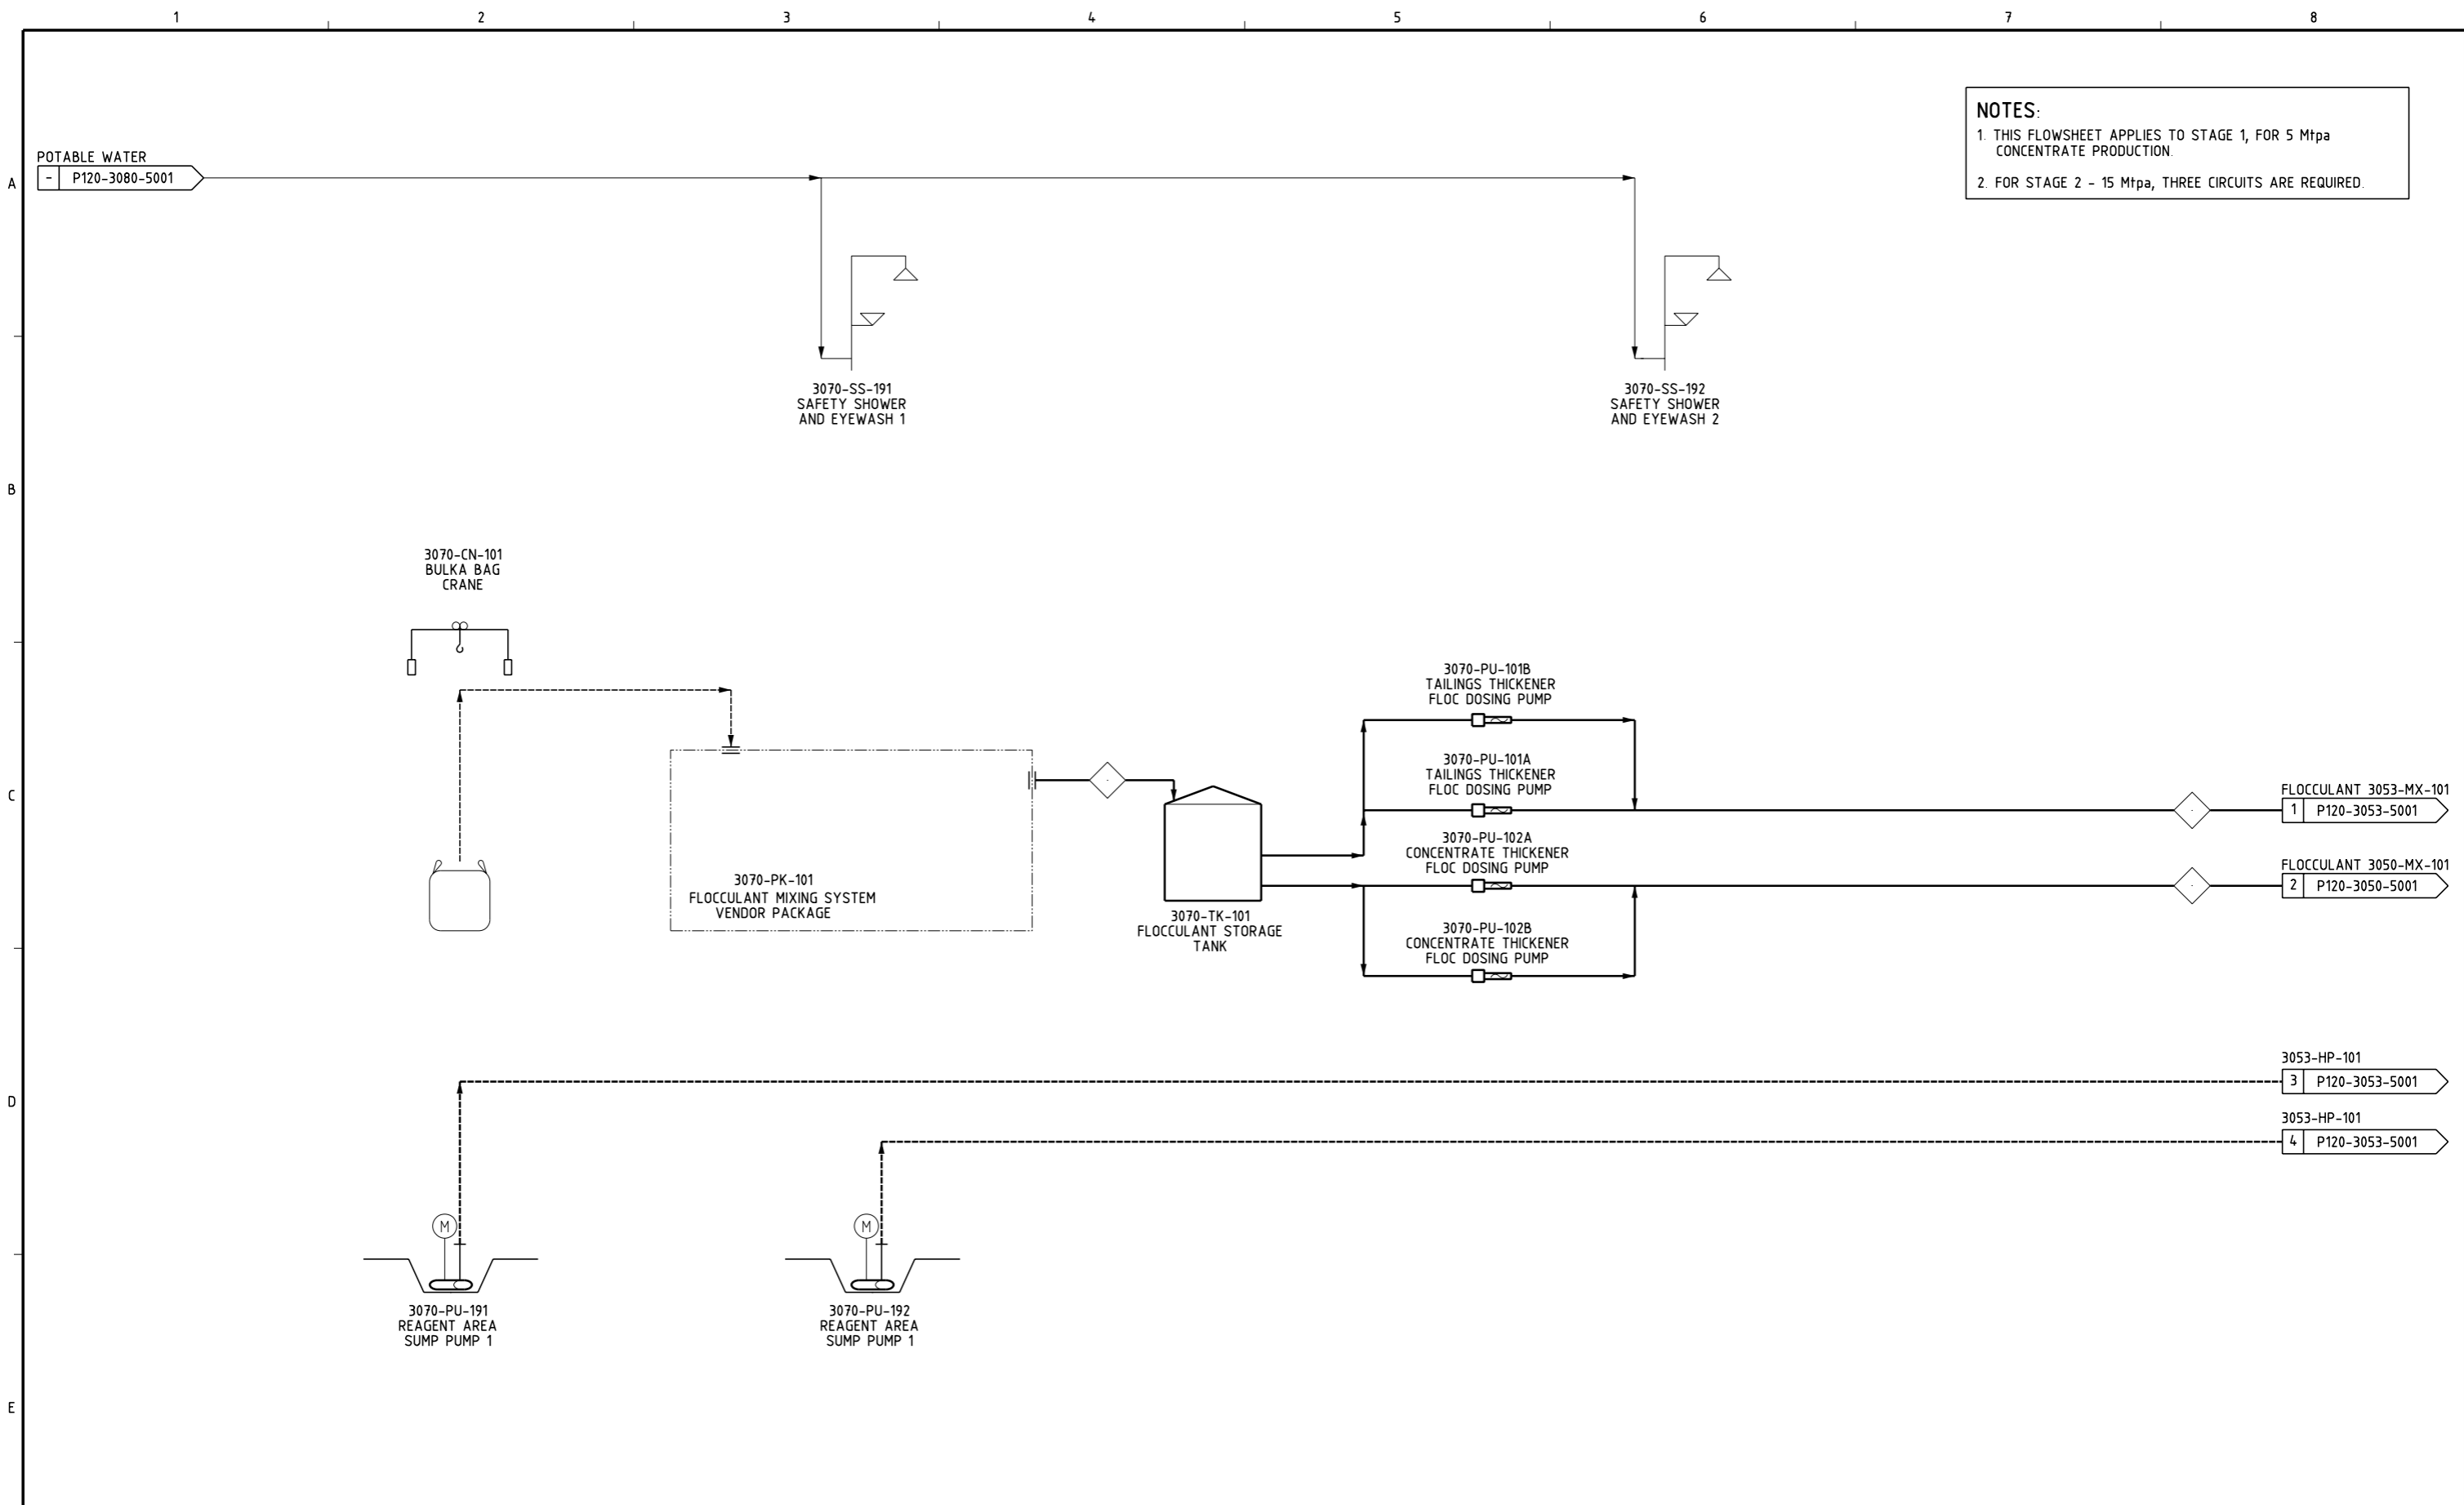 1 2 3 4 5 6 7 8
NOTES:
1. THIS FLOWSHEET APPLIES TO STAGE 1, FOR 5 Mtpa
CONCENTRATE PRODUCTION.
2. FOR STAGE 2 - 15 Mtpa, THREE CIRCUITS ARE REQUIRED.
POTABLE WATER
- P120-3080-5001
A
3070-SS-191
SAFETY SHOWER
AND EYEWASH 1
3070-SS-192
SAFETY SHOWER
AND EYEWASH 2
B
3070-CN-101
BULKA BAG
CRANE
3070-PU-101B
TAILINGS THICKENER
FLOC DOSING PUMP
3070-PU-101A
TAILINGS THICKENER
FLOC DOSING PUMP
C
FLOCCULANT 3053-MX-101
1 P120-3053-5001
3070-PU-102A
CONCENTRATE THICKENER
FLOC DOSING PUMP
FLOCCULANT 3050-MX-101
2 P120-3050-5001
3070-PK-101
FLOCCULANT MIXING SYSTEM
VENDOR PACKAGE
3070-TK-101
FLOCCULANT STORAGE
TANK
3070-PU-102B
CONCENTRATE THICKENER
FLOC DOSING PUMP
3053-HP-101
3 P120-3053-5001
D
3053-HP-101
4 P120-3053-5001
M
M
3070-PU-191
REAGENT AREA
SUMP PUMP 1
3070-PU-192
REAGENT AREA
SUMP PUMP 1
E